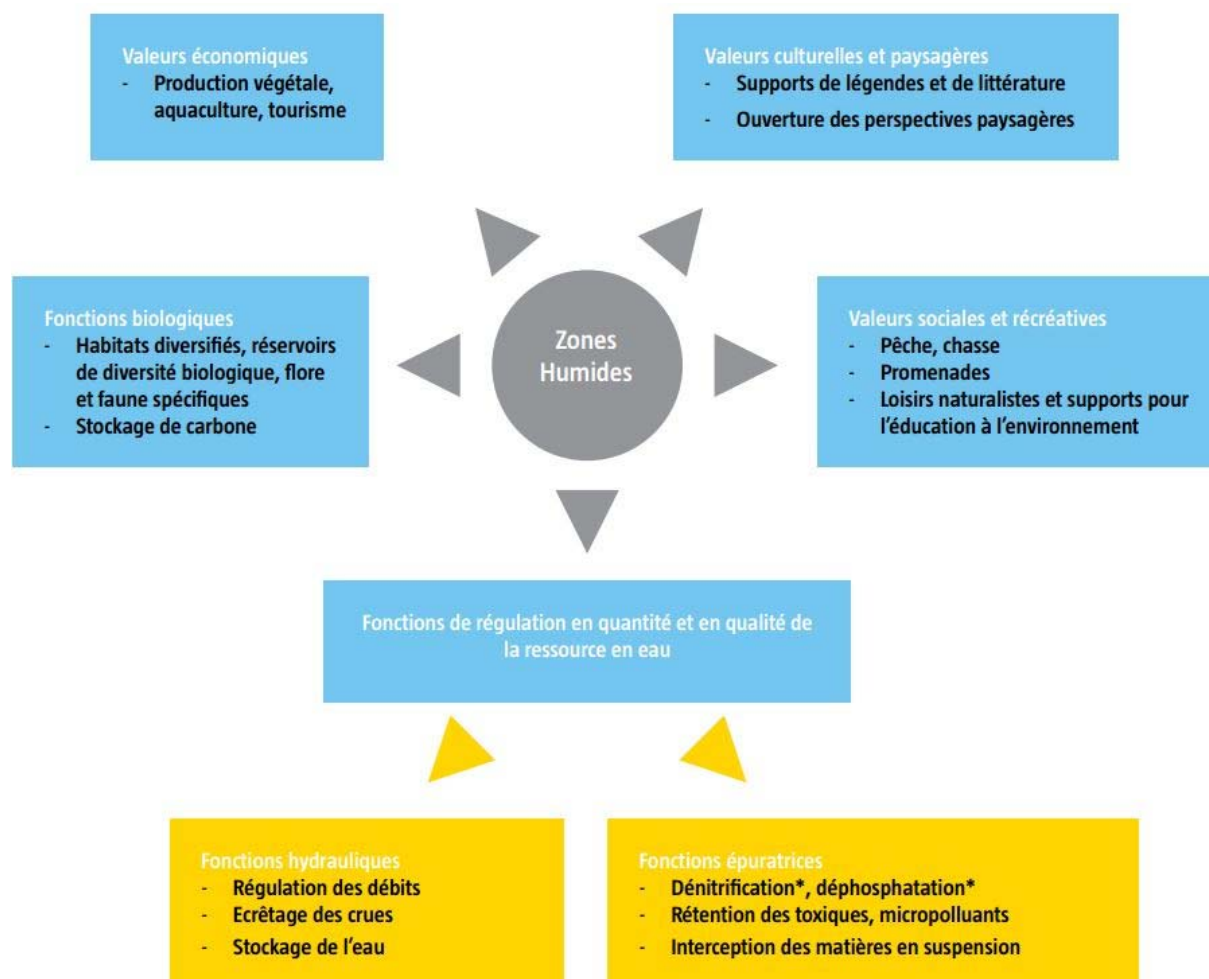 Valeurs économiques
- Production végétale,
aquaculture, tourisme
Valeurs culturelles et paysagères
- Supports de légendes et de littérature
- Ouverture des perspectives paysagères
Fonctions biologiques
- Habitats diversifiés, réservoirs
de diversité biologique, flore
et faune spécifiques
- Stockage de carbone
Zones
Humides
Valeurs sociales et récréatives
- Pêche, chasse
- Promenades
- Loisirs naturalistes et supports pour
l'éducation à l'environnement
Fonctions de régulation en quantité et en qualité de
la ressource en eau
Fonctions hydrauliques
- Régulation des débits
- Ecrêtage des crues
- Stockage de l'eau
Fonctions épuratrices
- Dénitrification*, déphosphatation*
- Rétention des toxiques, micropolluants
- Interception des matières en suspension